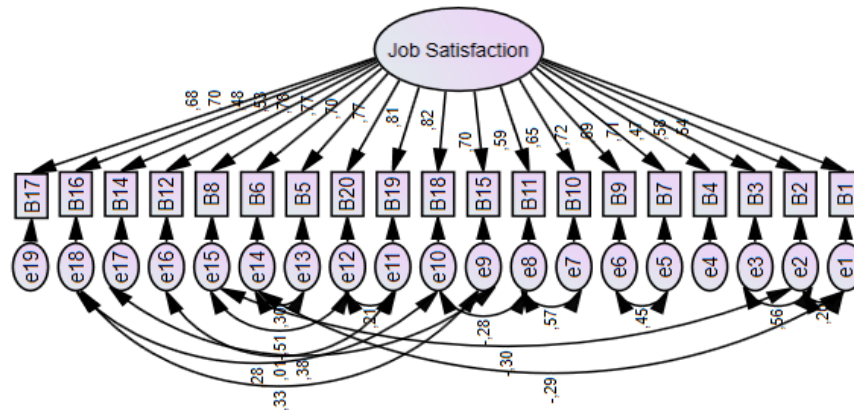 Job Satisfaction
,68 ,70 ,48 ,53 ,78 ,77 ,70 ,77 ,81 ,82 ,70 ,59 ,65 ,72 ,69 ,71 ,47 ,58 ,54
B17 B16 B14 B12 B8 B6 B5 B20 B19 B18 B15 B11 B10 B9 B7 B4 B3 B2 B1
e19 e18 e17 e16 e15 e14 e13 e12 e11 e10 e9 e8 e7 e6 e5 e4 e3 e2 e1
,30 ,21 -,28 ,57 ,45 ,56
-,51
,28 ,01 ,38 -,30 -,29
,33